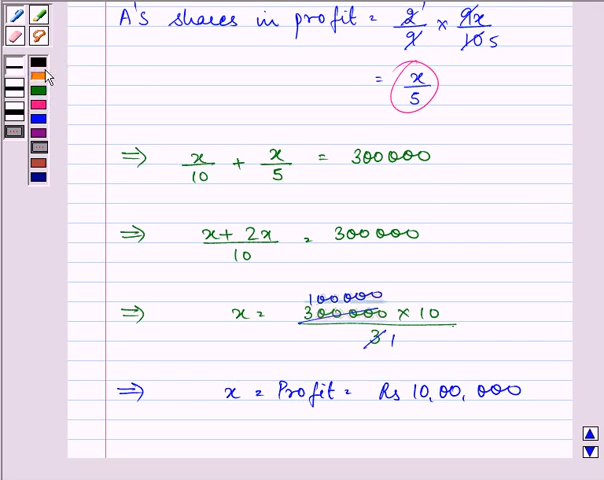 A's shares in profit = 2/9 1 × 9x/10 5
= x/5
⇒ x/10 + x/5 = 300000
⇒ x + 2x/10 = 300000
100000
⇒ x = 300000 × 10/3 1
⇒ x = Profit = Rs 10,00,000